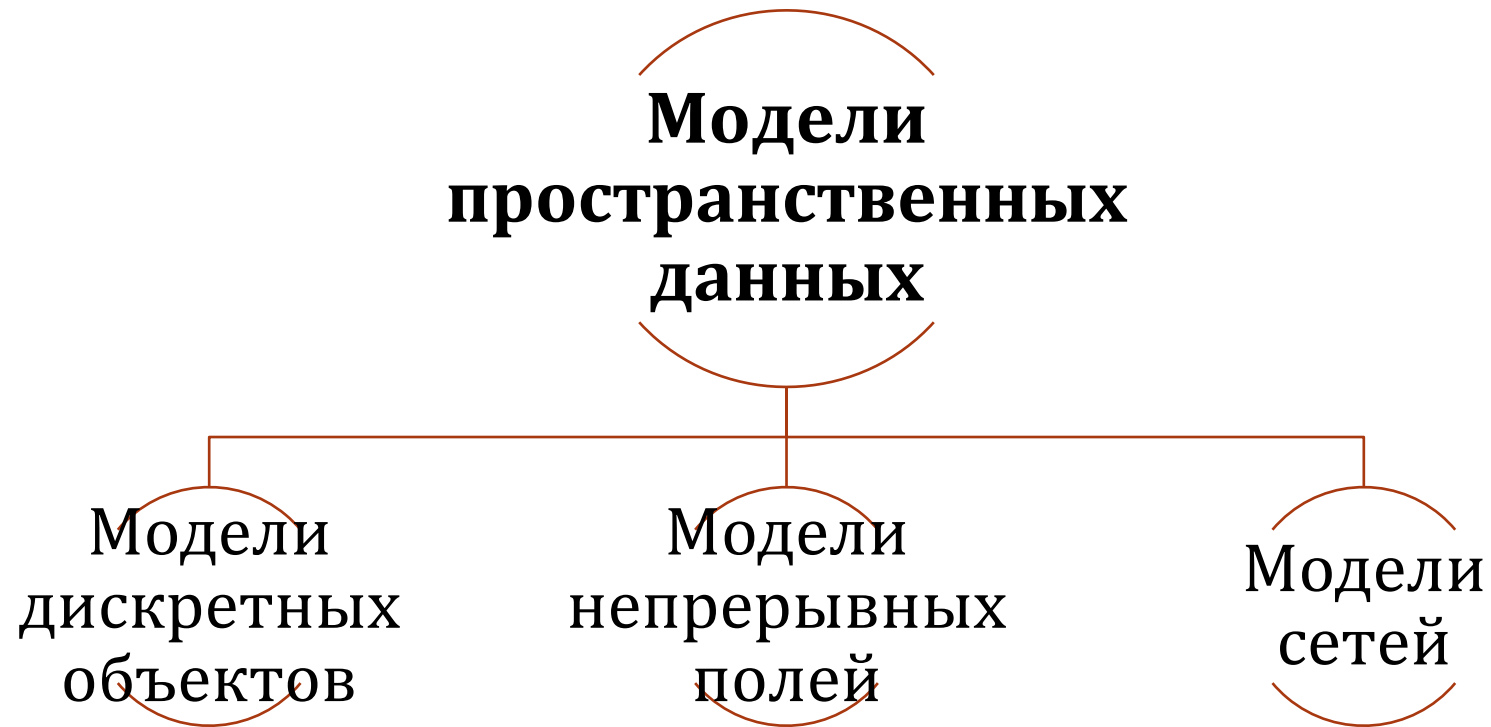 Модели
пространственных
данных
Модели
дискретных
объектов
Модели
непрерывных
полей
Модели
сетей